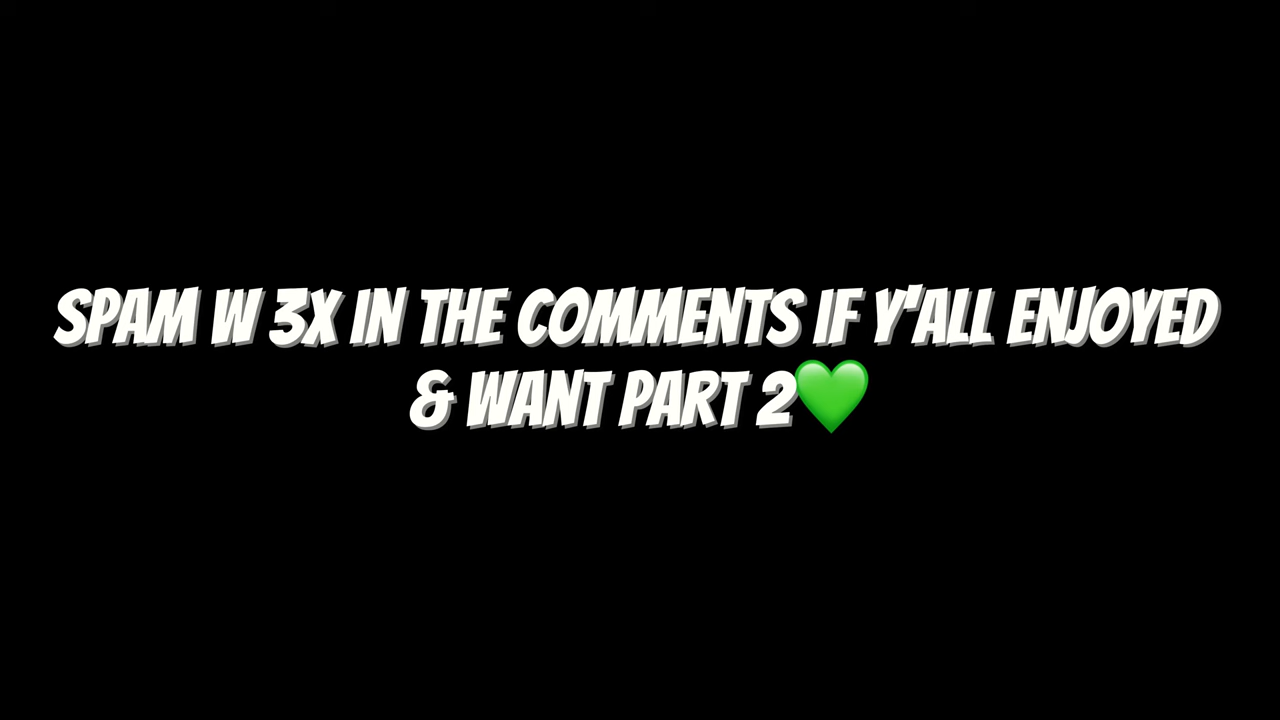 SPAM W 3X IN THE COMMENTS IF Y'ALL ENJOYED
& WANT PART 2💚